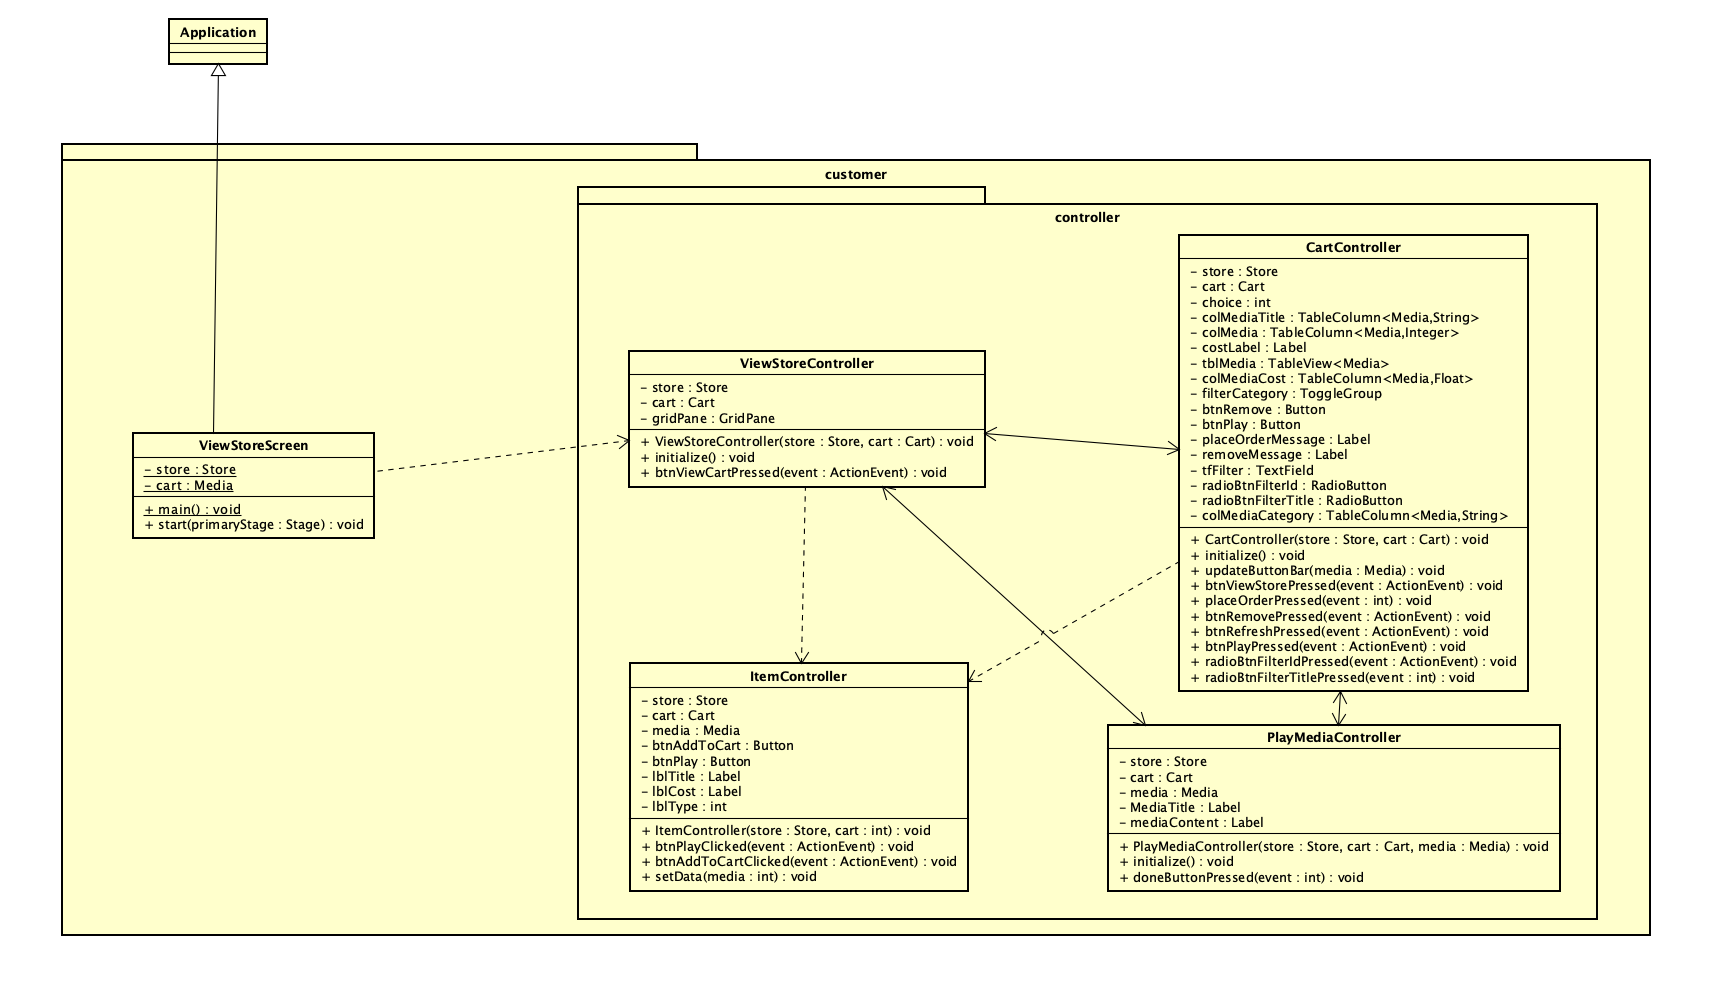 Application
customer
controller
ViewStoreScreen
- store : Store
- cart : Media
+ main() : void
+ start(primaryStage : Stage) : void
ViewStoreController
- store : Store
- cart : Cart
- gridPane : GridPane
+ ViewStoreController(store : Store, cart : Cart) : void
+ initialize() : void
+ btnViewCartPressed(event : ActionEvent) : void
CartController
- store : Store
- cart : Cart
- choice : int
- colMediaTitle : TableColumn<Media,String>
- colMedia : TableColumn<Media,Integer>
- costLabel : Label
- tblMedia : TableView<Media>
- colMediaCost : TableColumn<Media,Float>
- filterCategory : ToggleGroup
- btnRemove : Button
- btnPlay : Button
- placeOrderMessage : Label
- removeMessage : Label
- tfFilter : TextField
- radioBtnFilterId : RadioButton
- radioBtnFilterTitle : RadioButton
- colMediaCategory : TableColumn<Media,String>
+ CartController(store : Store, cart : Cart) : void
+ initialize() : void
+ updateButtonBar(media : Media) : void
+ btnViewStorePressed(event : ActionEvent) : void
+ placeOrderPressed(event : int) : void
+ btnRemovePressed(event : ActionEvent) : void
+ btnRefreshPressed(event : ActionEvent) : void
+ btnPlayPressed(event : ActionEvent) : void
+ radioBtnFilterIdPressed(event : ActionEvent) : void
+ radioBtnFilterTitlePressed(event : int) : void
ItemController
- store : Store
- cart : Cart
- media : Media
- btnAddToCart : Button
- btnPlay : Button
- lblTitle : Label
- lblCost : Label
- lblType : int
+ ItemController(store : Store, cart : int) : void
+ btnPlayClicked(event : ActionEvent) : void
+ btnAddToCartClicked(event : ActionEvent) : void
+ setData(media : int) : void
PlayMediaController
- store : Store
- cart : Cart
- media : Media
- MediaTitle : Label
- mediaContent : Label
+ PlayMediaController(store : Store, cart : Cart, media : Media) : void
+ initialize() : void
+ doneButtonPressed(event : int) : void